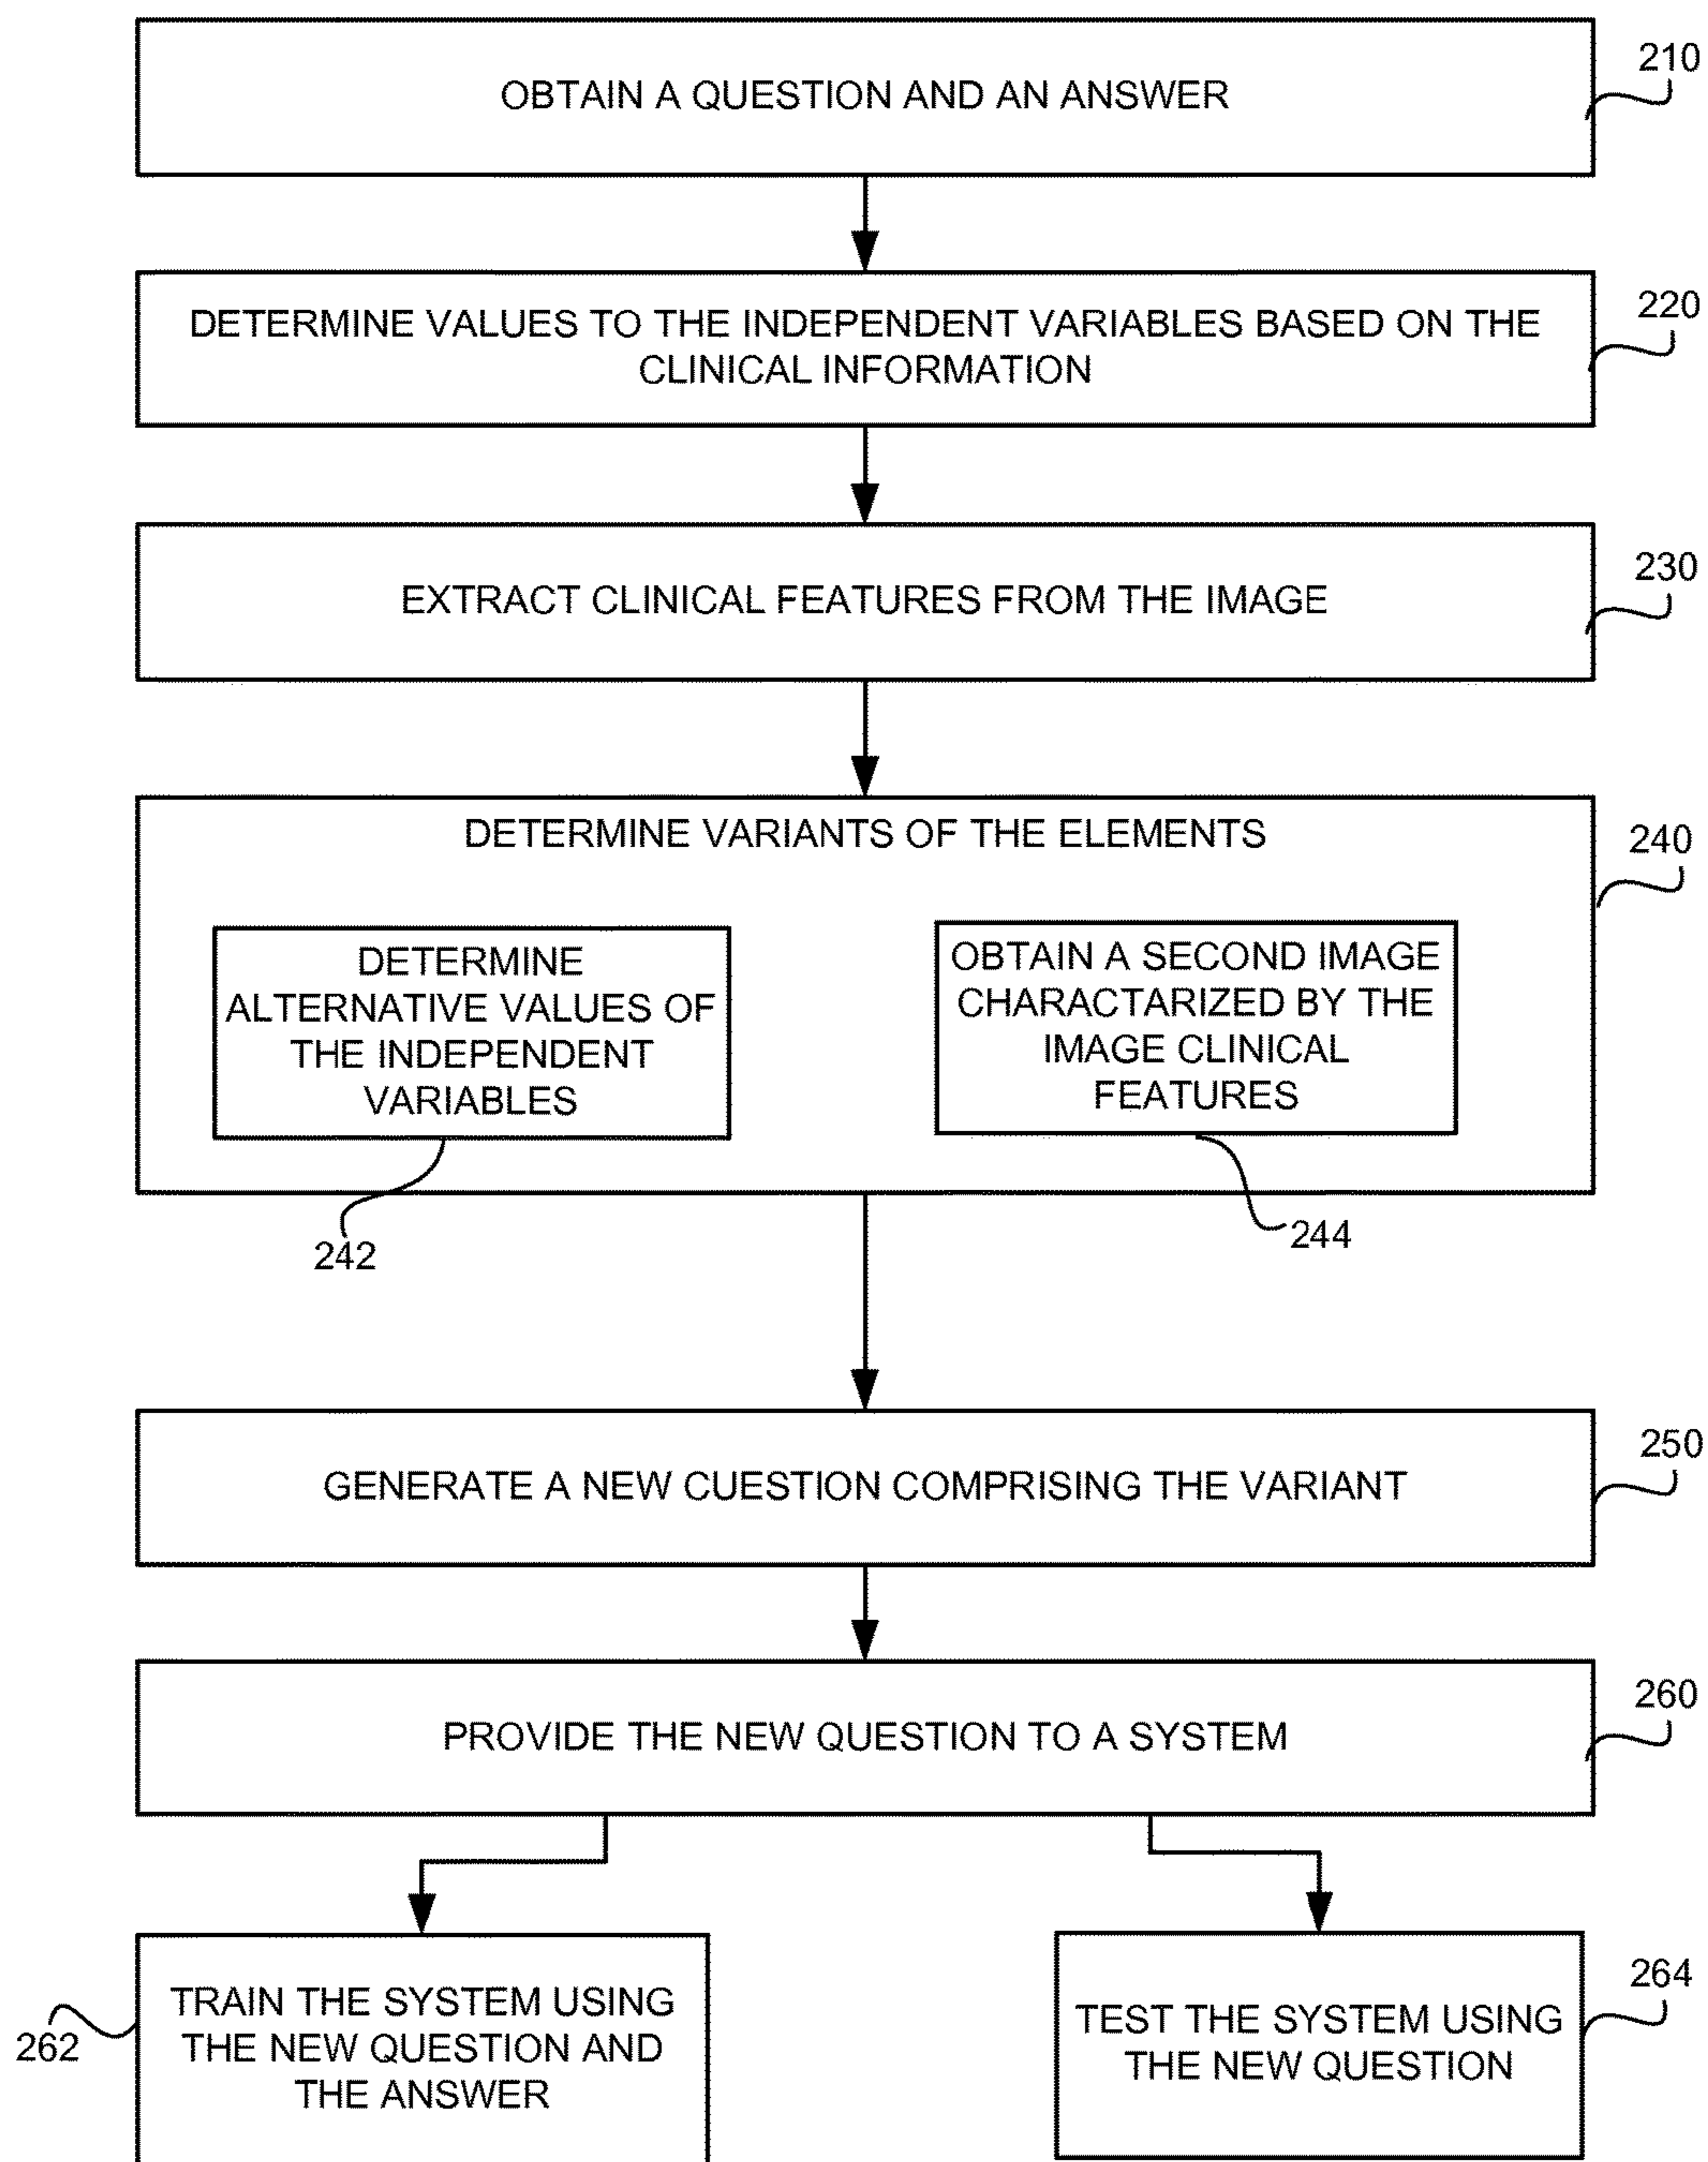 OBTAIN A QUESTION AND AN ANSWER
210
DETERMINE VALUES TO THE INDEPENDENT VARIABLES BASED ON THE
CLINICAL INFORMATION
220
EXTRACT CLINICAL FEATURES FROM THE IMAGE
230
DETERMINE VARIANTS OF THE ELEMENTS
240
DETERMINE
ALTERNATIVE VALUES OF
THE INDEPENDENT
VARIABLES
242
OBTAIN A SECOND IMAGE
CHARACTARIZED BY THE
IMAGE CLINICAL
FEATURES
244
GENERATE A NEW CUESTION COMPRISING THE VARIANT
250
PROVIDE THE NEW QUESTION TO A SYSTEM
260
TRAIN THE SYSTEM USING
THE NEW QUESTION AND
THE ANSWER
262
TEST THE SYSTEM USING
THE NEW QUESTION
264